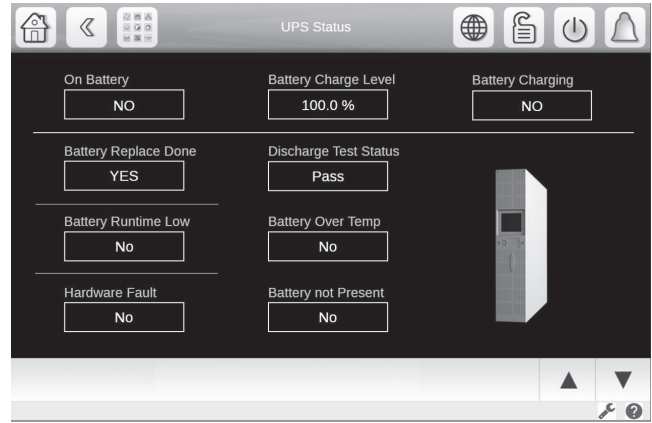 UPS Status
On Battery Battery Charge Level Battery Charging
NO 100.0 % NO
Battery Replace Done Discharge Test Status
YES Pass
Battery Runtime Low Battery Over Temp
No No
Hardware Fault Battery not Present
No No
?